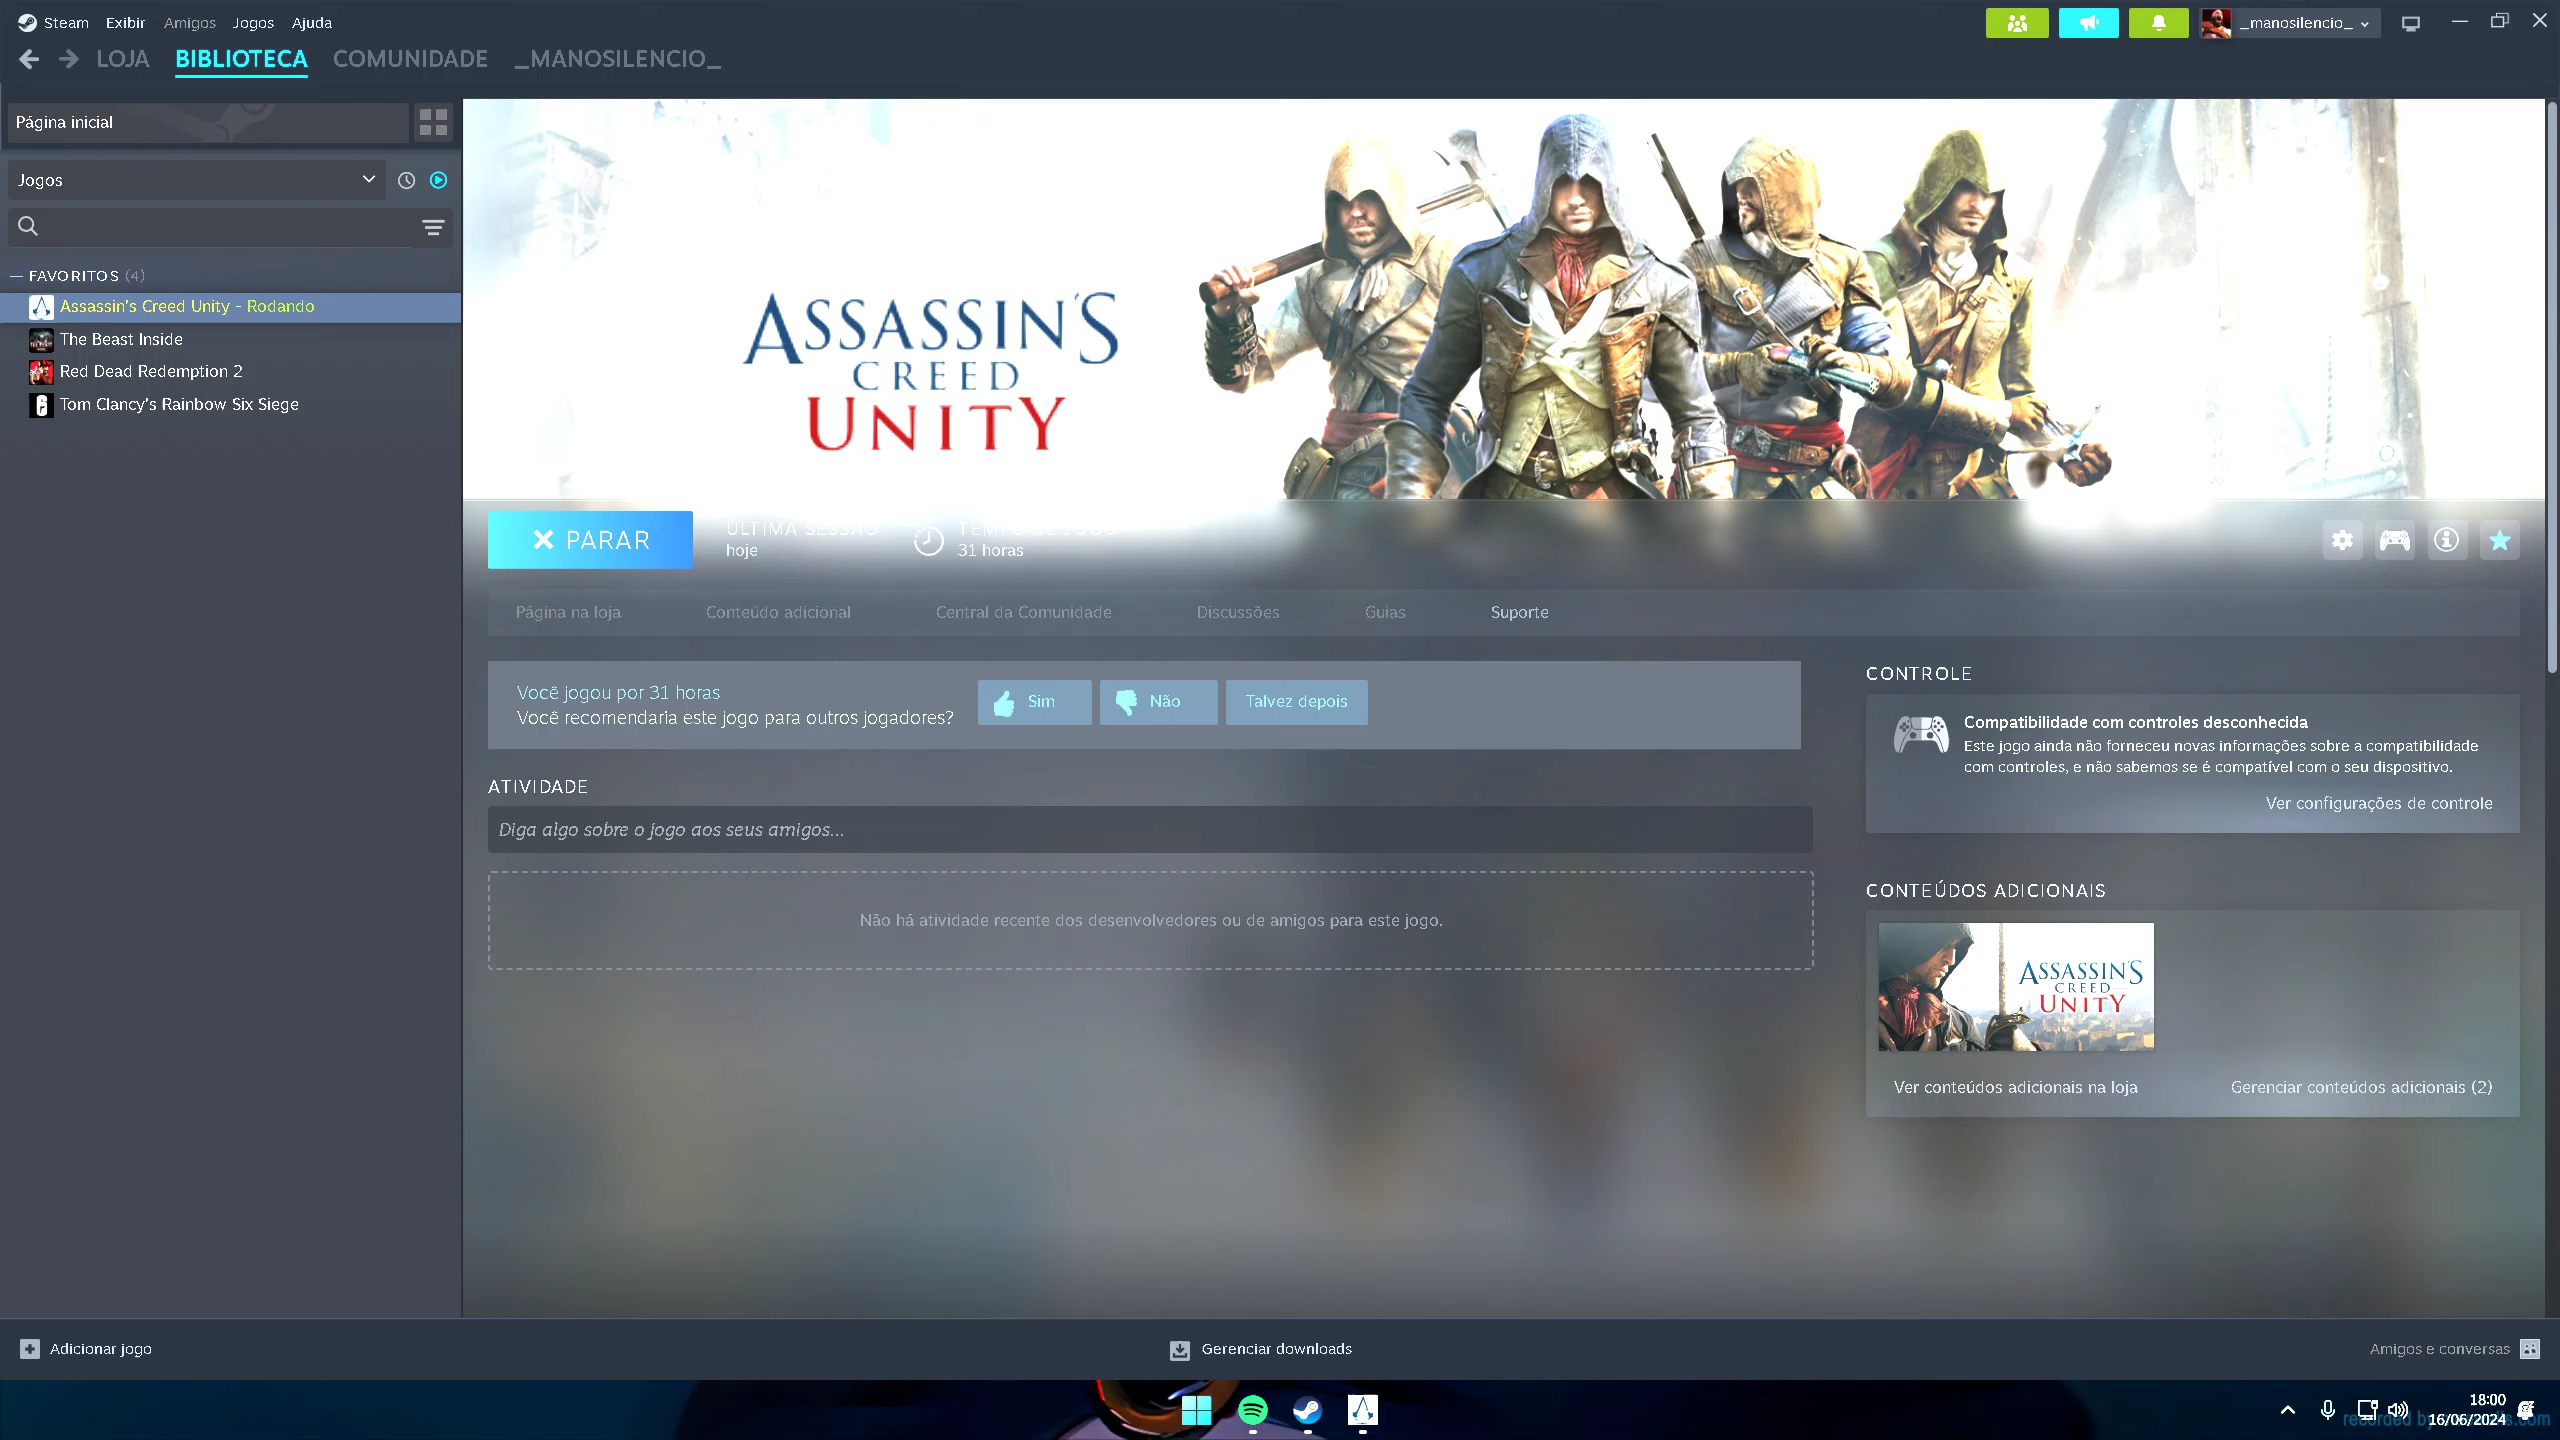 Steam Exibir Amigos Jogos Ajuda
_manosilencio_
LOJA BIBLIOTECA COMUNIDADE _MANOSILENCIO_
Página inicial
Jogos
— FAVORITOS (4)
Assassin's Creed Unity - Rodando
The Beast Inside
Red Dead Redemption 2
Tom Clancy's Rainbow Six Siege
ASSASSIN'S
CREED
UNITY
PARAR
ÚLTIMA SESSÃO
hoje
TEMPO DE JOGO
31 horas
Página na loja Conteúdo adicional Central da Comunidade Discussões Guias Suporte
Você jogou por 31 horas
Você recomendaria este jogo para outros jogadores?
Sim Não Talvez depois
ATIVIDADE
Diga algo sobre o jogo aos seus amigos...
Não há atividade recente dos desenvolvedores ou de amigos para este jogo.
CONTROLE
Compatibilidade com controles desconhecida
Este jogo ainda não forneceu novas informações sobre a compatibilidade
com controles, e não sabemos se é compatível com o seu dispositivo.
Ver configurações de controle
CONTEÚDOS ADICIONAIS
ASSASSIN'S
CREED
UNITY
Ver conteúdos adicionais na loja Gerenciar conteúdos adicionais (2)
Adicionar jogo
Gerenciar downloads
Amigos e conversas
18:00
16/06/2024
recorded by